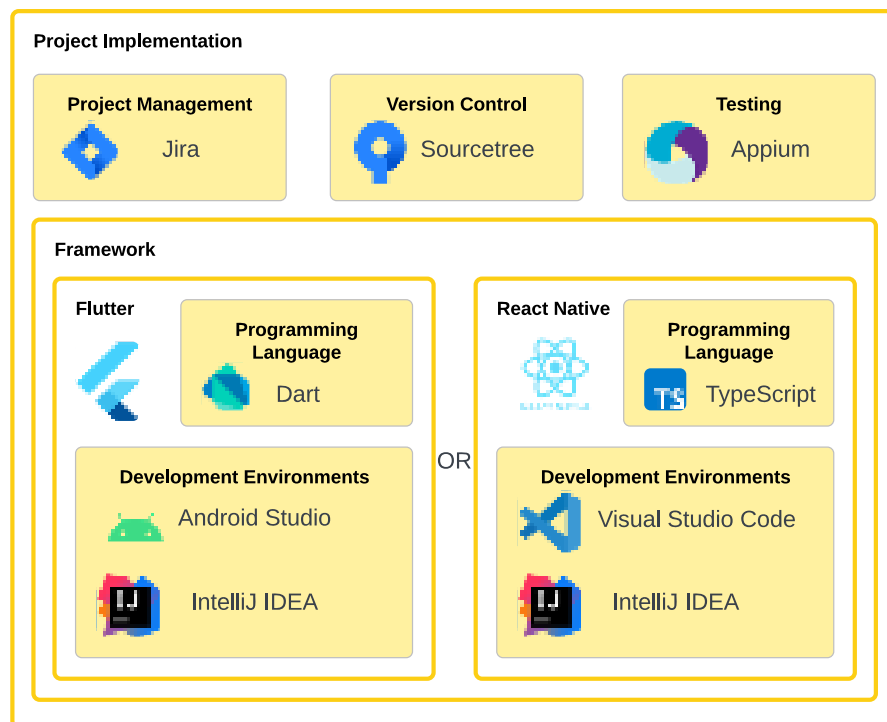 Project Implementation
Project Management
Jira
Version Control
Sourcetree
Testing
Appium
Framework
Flutter
Programming
Language
Dart
Development Environments
Android Studio
IntelliJ IDEA
OR
React Native
Programming
Language
TS
TypeScript
Development Environments
Visual Studio Code
IntelliJ IDEA